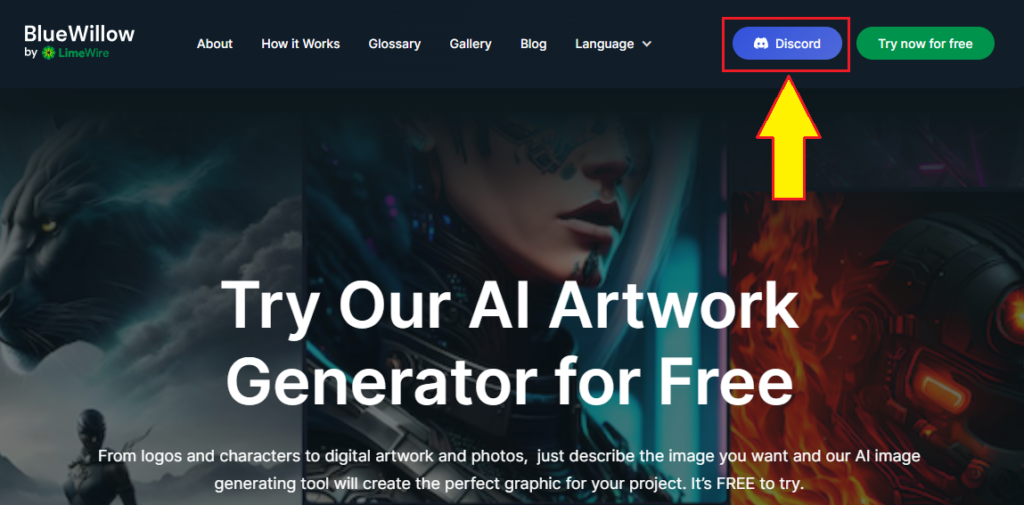 BlueWillow
by LimeWire
About How it Works Glossary Gallery Blog Language Discord Try now for free
Try Our AI Artwork
Generator for Free
From logos and characters to digital artwork and photos, just describe the image you want and our AI image
generating tool will create the perfect graphic for your project. It's FREE to try.